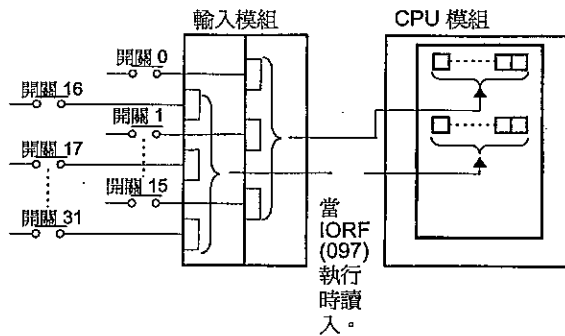 輸入模組
CPU 模組
開關 0
開關 16
開關 1
開關 17
開關 15
開關 31
當
IORF
(097)
執行
時讀
入。